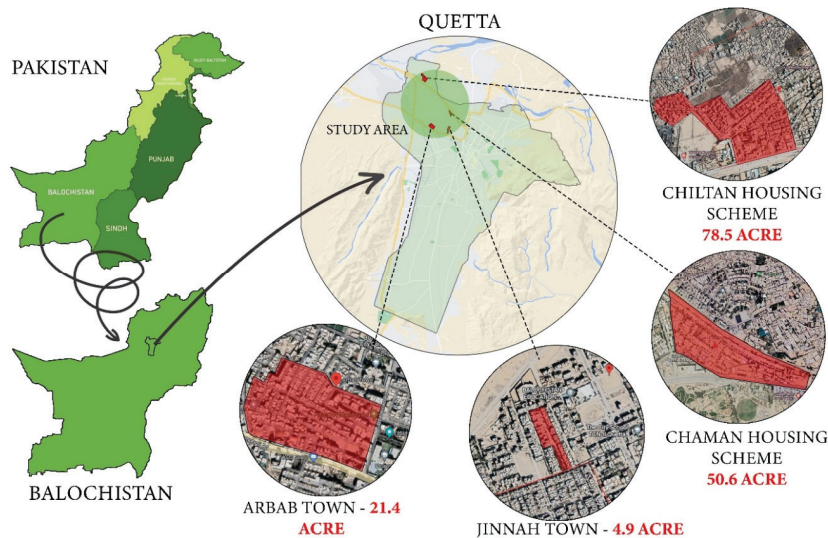 QUETTA
PAKISTAN
PUNJAB
BALOCHISTAN
SINDH
STUDY AREA
CHILTAN HOUSING
SCHEME
78.5 ACRE
CHAMAN HOUSING
SCHEME
50.6 ACRE
BALOCHISTAN
ARBAB TOWN - 21.4
ACRE
JINNAH TOWN - 4.9 ACRE